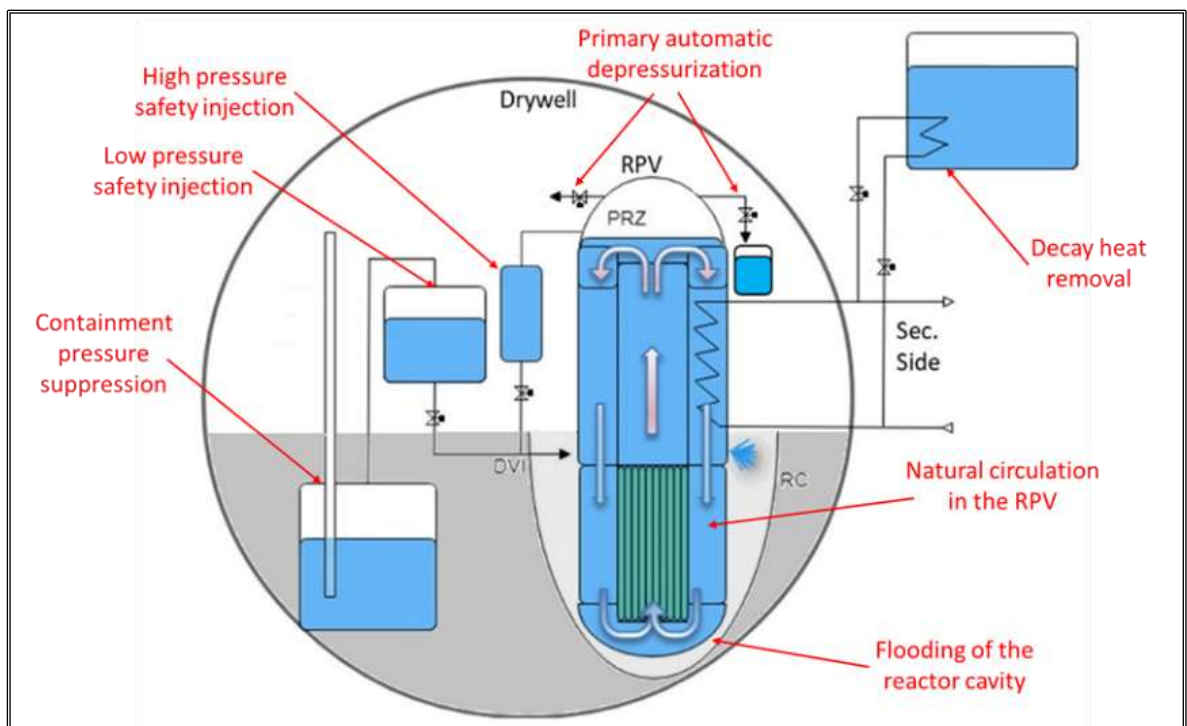 Primary automatic
depressurization
High pressure
safety injection
Drywell
Low pressure
safety injection
RPV
PRZ
Decay heat
removal
Containment
pressure
suppression
Sec.
Side
DVI
RC
Natural circulation
in the RPV
Flooding of the
reactor cavity